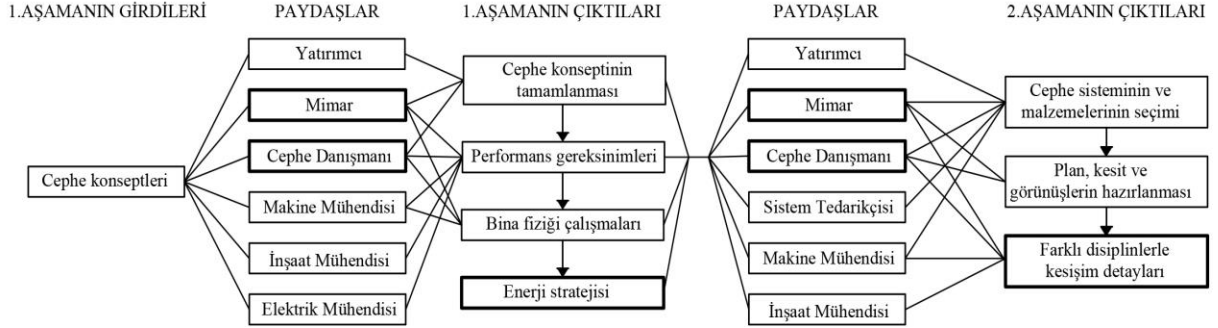 1.AŞAMANIN GİRDİLERİ
PAYDAŞLAR
1.AŞAMANIN ÇIKTILARI
PAYDAŞLAR
2.AŞAMANIN ÇIKTILARI
Cephe konseptleri
Yatırımcı
Mimar
Cephe Danışmanı
Makine Mühendisi
İnşaat Mühendisi
Elektrik Mühendisi
Cephe konseptinin
tamamlanması
Performans gereksinimleri
Bina fiziği çalışmaları
Enerji stratejisi
Yatırımcı
Mimar
Cephe Danışmanı
Sistem Tedarikçisi
Makine Mühendisi
İnşaat Mühendisi
Cephe sisteminin ve
malzemelerinin seçimi
Plan, kesit ve
görünüşlerin hazırlanması
Farklı disiplinlerle
kesişim detayları